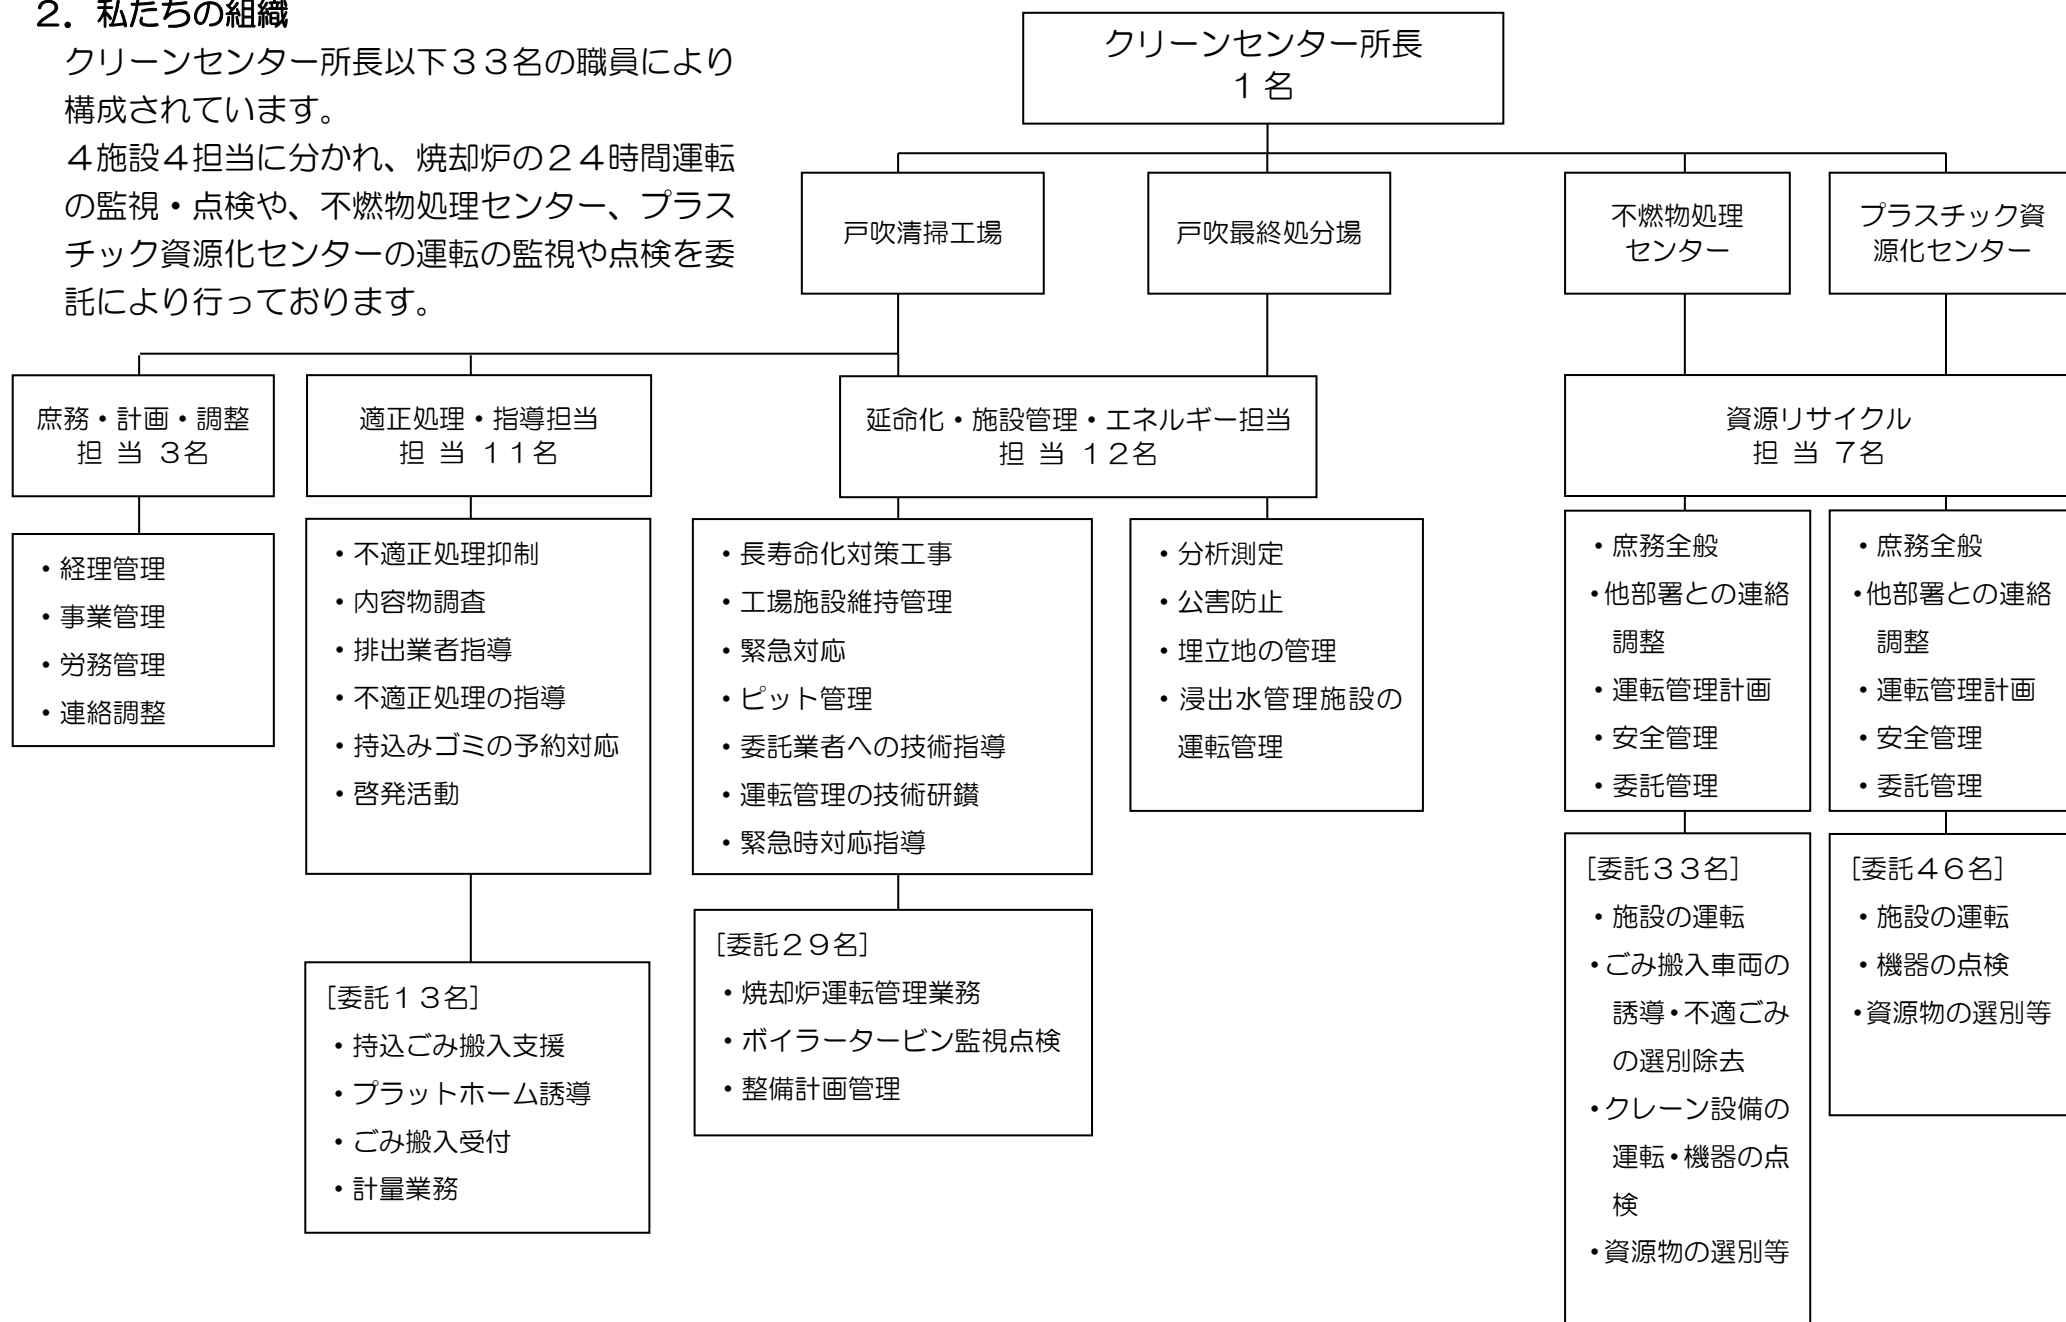 ２．私たちの組織
クリーンセンター所長以下３３名の職員により
構成されています。
４施設４担当に分かれ、焼却炉の２４時間運転
の監視・点検や、不燃物処理センター、プラス
チック資源化センターの運転の監視や点検を委
託により行っております。
クリーンセンター所長
１名
戸吹清掃工場
戸吹最終処分場
不燃物処理
センター
プラスチック資
源化センター
庶務・計画・調整
担 当 ３名
適正処理・指導担当
担 当 １１名
延命化・施設管理・エネルギー担当
担 当 １２名
資源リサイクル
担 当 ７名
・経理管理
・事業管理
・労務管理
・連絡調整
・不適正処理抑制
・内容物調査
・排出業者指導
・不適正処理の指導
・持込みゴミの予約対応
・啓発活動
[委託１３名]
・持込ごみ搬入支援
・プラットホーム誘導
・ごみ搬入受付
・計量業務
・長寿命化対策工事
・工場施設維持管理
・緊急対応
・ピット管理
・委託業者への技術指導
・運転管理の技術研鑚
・緊急時対応指導
[委託２９名]
・焼却炉運転管理業務
・ボイラータービン監視点検
・整備計画管理
・分析測定
・公害防止
・埋立地の管理
・浸出水管理施設の
運転管理
・庶務全般
・他部署との連絡
調整
・運転管理計画
・安全管理
・委託管理
[委託３３名]
・施設の運転
・ごみ搬入車両の
誘導・不適ごみ
の選別除去
・クレーン設備の
運転・機器の点
検
・資源物の選別等
・庶務全般
・他部署との連絡
調整
・運転管理計画
・安全管理
・委託管理
[委託４６名]
・施設の運転
・機器の点検
・資源物の選別等